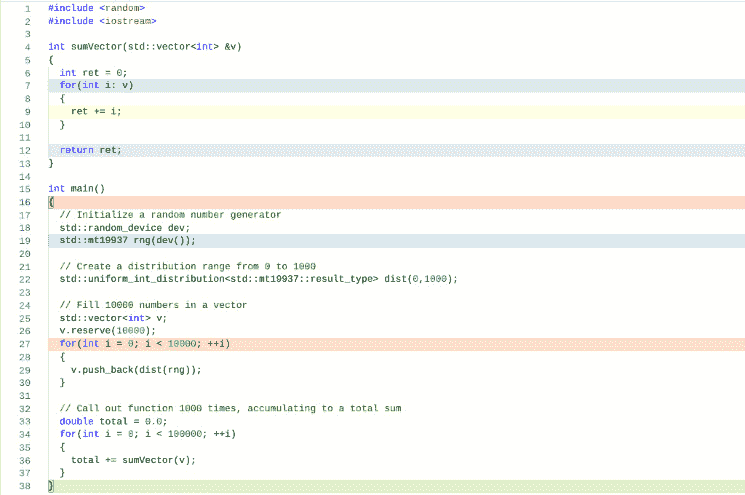 1 #include <random>
2 #include <iostream>
3
4 int sumVector(std::vector<int> &v)
5 {
6 int ret = 0;
7 for(int i: v)
8 {
9 ret += i;
10 }
11
12 return ret;
13 }
14
15 int main()
16 {
17 // Initialize a random number generator
18 std::random_device dev;
19 std::mt19937 rng(dev());
20
21 // Create a distribution range from 0 to 1000
22 std::uniform_int_distribution<std::mt19937::result_type> dist(0,1000);
23
24 // Fill 10000 numbers in a vector
25 std::vector<int> v;
26 v.reserve(10000);
27 for(int i = 0; i < 10000; ++i)
28 {
29 v.push_back(dist(rng));
30 }
31
32 // Call out function 1000 times, accumulating to a total sum
33 double total = 0.0;
34 for(int i = 0; i < 100000; ++i)
35 {
36 total += sumVector(v);
37 }
38 }